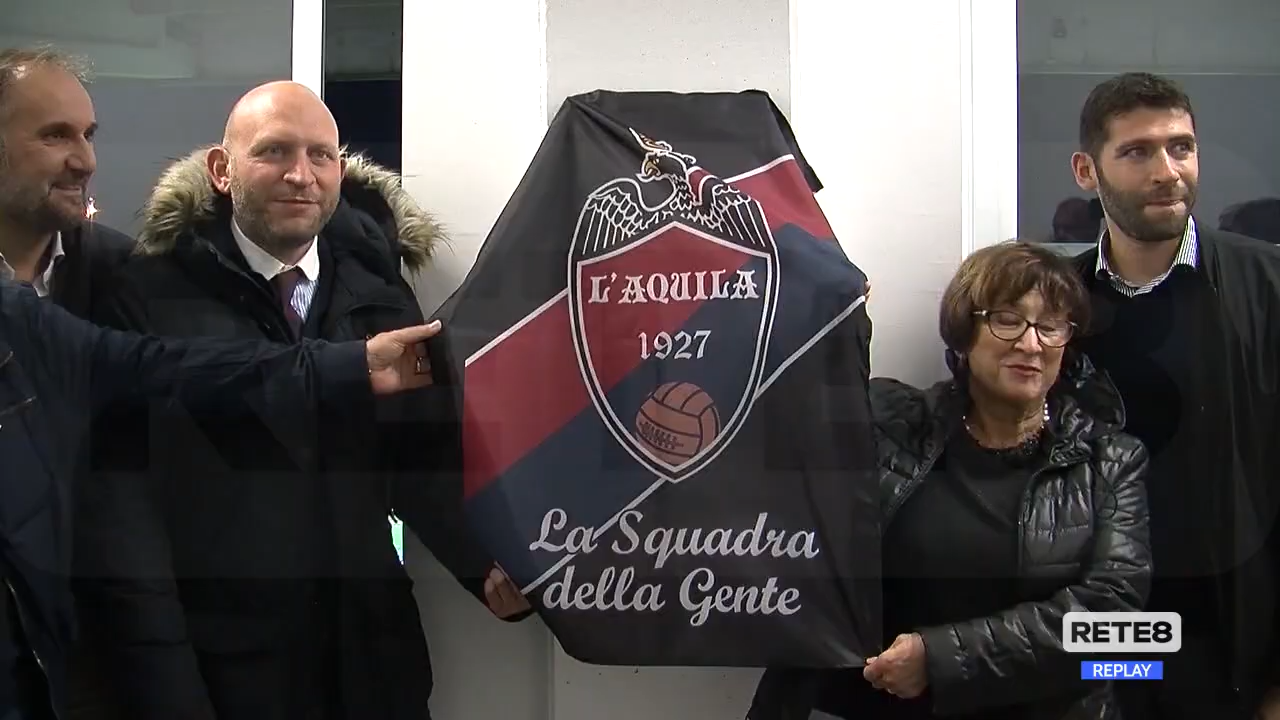 L'AQUILA
1927
La Squadra
della Gente
RETE8
REPLAY